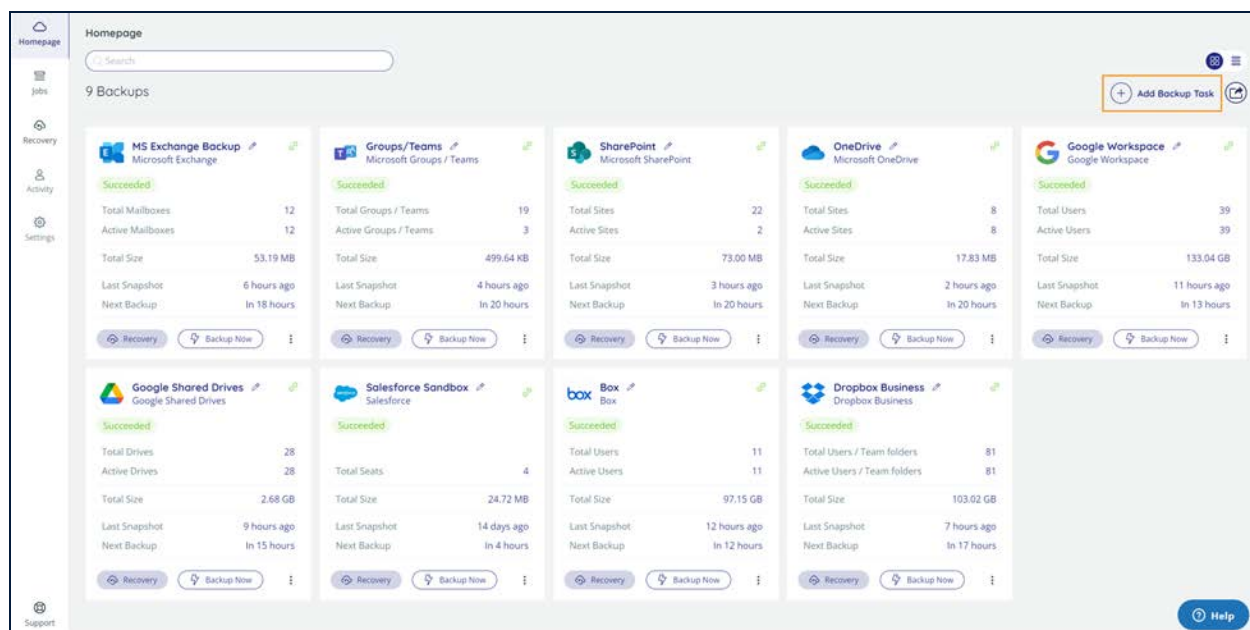 Homepage
Jobs
Recovery
Activity
Settings
Support
Homepage
Search
9 Backups
Add Backup Task
MS Exchange Backup
Microsoft Exchange
Succeeded
Total Mailboxes 12
Active Mailboxes 12
Total Size 53.19 MB
Last Snapshot 6 hours ago
Next Backup In 18 hours
Recovery Backup Now
Groups/Teams
Microsoft Groups / Teams
Succeeded
Total Groups / Teams 19
Active Groups / Teams 3
Total Size 499.64 KB
Last Snapshot 4 hours ago
Next Backup In 20 hours
Recovery Backup Now
SharePoint
Microsoft SharePoint
Succeeded
Total Sites 22
Active Sites 2
Total Size 73.00 MB
Last Snapshot 3 hours ago
Next Backup In 20 hours
Recovery Backup Now
OneDrive
Microsoft OneDrive
Succeeded
Total Sites 8
Active Sites 8
Total Size 17.83 MB
Last Snapshot 2 hours ago
Next Backup In 20 hours
Recovery Backup Now
Google Workspace
Google Workspace
Succeeded
Total Users 39
Active Users 39
Total Size 133.04 GB
Last Snapshot 11 hours ago
Next Backup In 13 hours
Recovery Backup Now
Google Shared Drives
Google Shared Drives
Succeeded
Total Drives 28
Active Drives 28
Total Size 2.68 GB
Last Snapshot 9 hours ago
Next Backup In 15 hours
Recovery Backup Now
Salesforce Sandbox
Salesforce
Succeeded
Total Seats 4
Total Size 24.72 MB
Last Snapshot 14 days ago
Next Backup In 4 hours
Recovery Backup Now
box Box
Box
Succeeded
Total Users 11
Active Users 11
Total Size 97.15 GB
Last Snapshot 12 hours ago
Next Backup In 12 hours
Recovery Backup Now
Dropbox Business
Dropbox Business
Succeeded
Total Users / Team folders 81
Active Users / Team folders 81
Total Size 103.02 GB
Last Snapshot 7 hours ago
Next Backup In 17 hours
Recovery Backup Now
Help